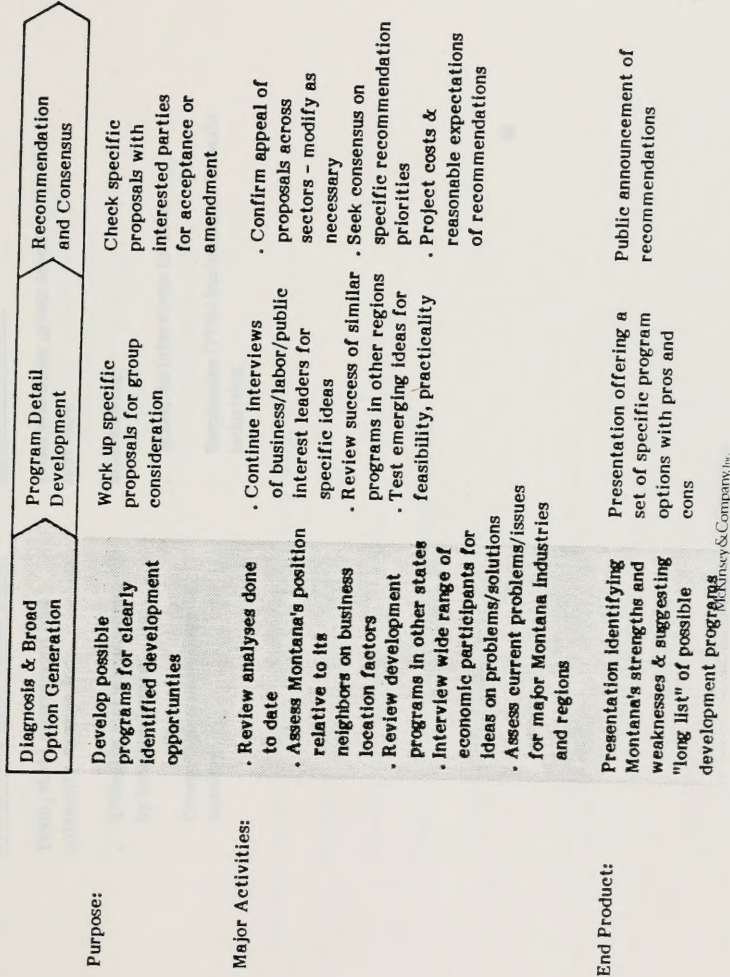 Diagnosis & Broad
Option Generation
Program Detail
Development
Recommendation
and Consensus
Purpose:
Develop possible
programs for clearly
identified development
opportunties
Work up specific
proposals for group
consideration
Check specific
proposals with
interested parties
for acceptance or
amendment
Major Activities:
. Review analyses done
to date
. Assess Montana's position
relative to its
neighbors on business
location factors
. Review development
programs in other states
. Interview wide range of
economic participants for
ideas on problems/solutions
. Assess current problems/issues
for major Montana industries
and regions
. Continue interviews
of business/labor/public
interest leaders for
specific ideas
. Review success of similar
programs in other regions
. Test emerging ideas for
feasibility, practicality
. Confirm appeal of
proposals across
sectors - modify as
necessary
. Seek consensus on
specific recommendation
priorities
. Project costs &
reasonable expectations
of recommendations
End Product:
Presentation identifying
Montana's strengths and
weaknesses & suggesting
"long list" of possible
development programs
Presentation offering a
set of specific program
options with pros and
cons
Public announcement of
recommendations
McKinsey & Company, Inc.